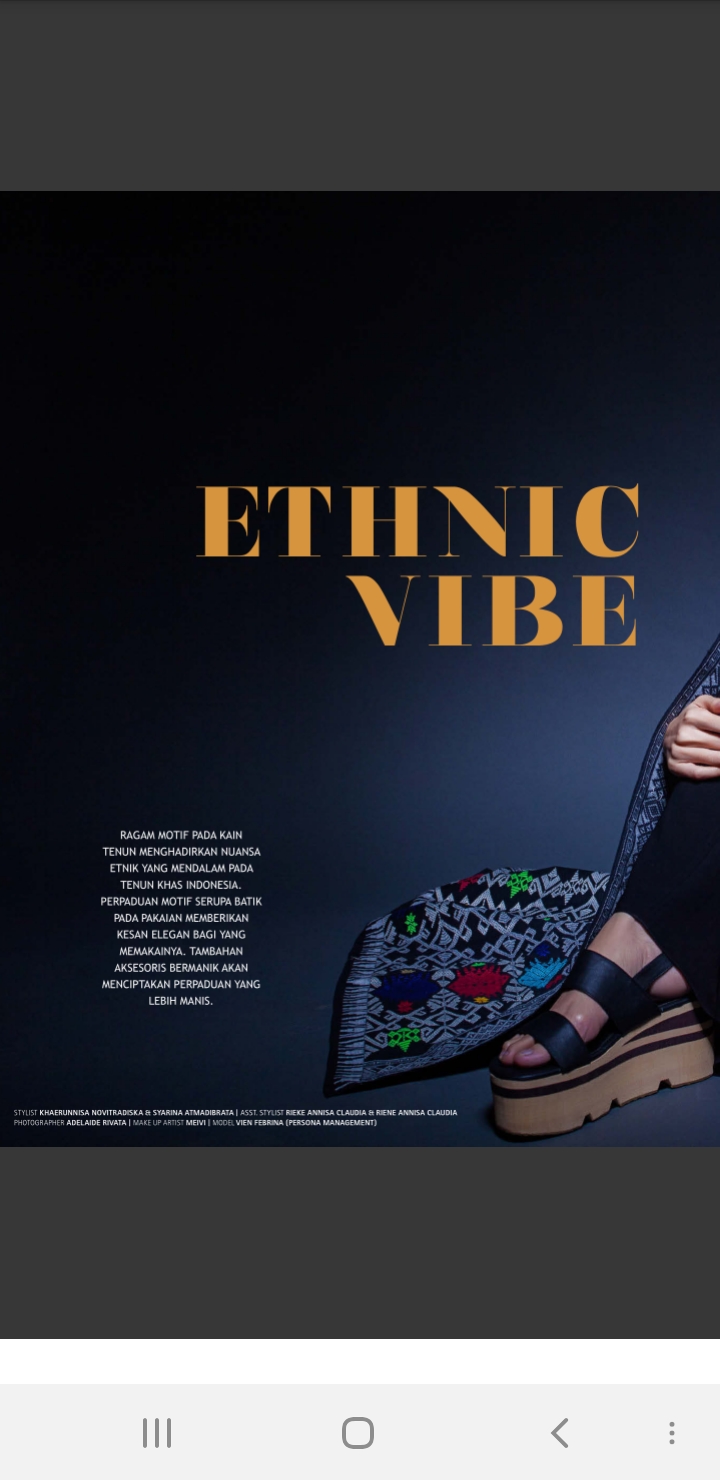 ETHNIC
VIBE
RAGAM MOTIF PADA KAIN
TENUN MENGHADIRKAN NUANSA
ETNIK YANG MENDALAM PADA
TENUN KHAS INDONESIA.
PERPADUAN MOTIF SERUPA BATIK
PADA PAKAIAN MEMBERIKAN
KESAN ELEGAN BAGI YANG
MEMAKAINYA. TAMBAHAN
AKSESORIS BERMANIK AKAN
MENCIPTAKAN PERPADUAN YANG
LEBIH MANIS.
STYLIST KHAERUNNISA NOVITRADISKA & SYARINA ATMADIBRATA | ASST. STYLIST RIEKE ANNISA CLAUDIA & RIENE ANNISA CLAUDIA
PHOTOGRAPHER ADELAIDE RIVATA | MAKE UP ARTIST MEIVI | MODEL VIEN FEBRINA (PERSONA MANAGEMENT)